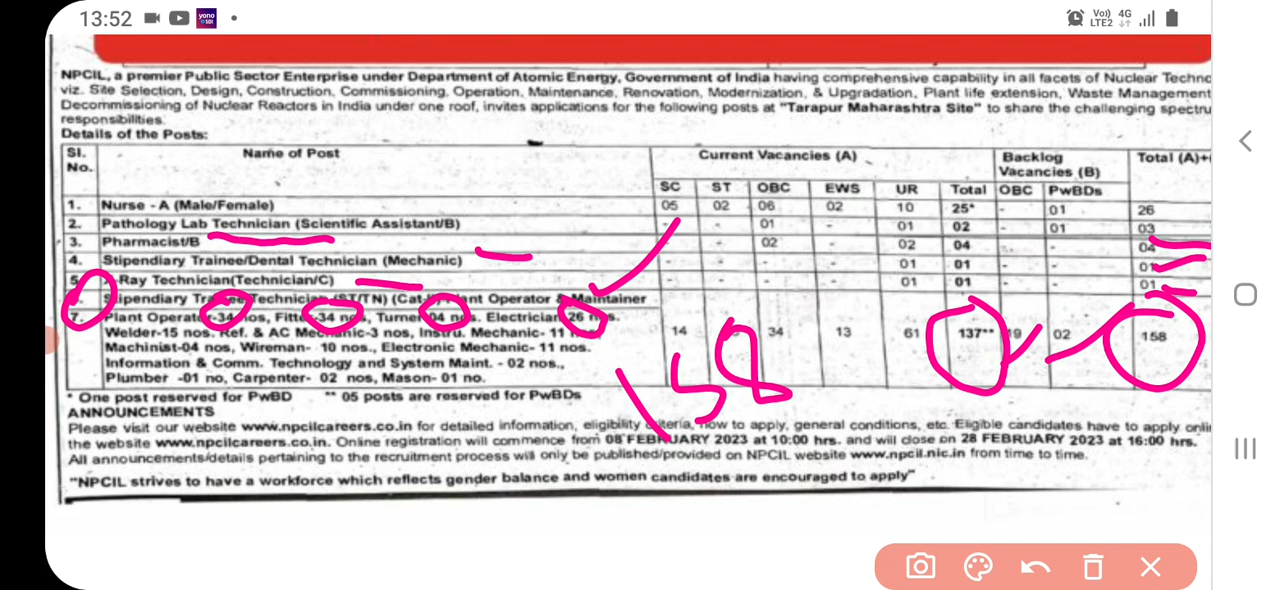 13:52 yono SBI Vo) LTE2 4G
NPCIL, a premier Public Sector Enterprise under Department of Atomic Energy, Government of India having comprehensive capability in all facets of Nuclear Techno
viz. Site Selection, Design, Construction, Commissioning, Operation, Maintenance, Renovation, Modernization, & Upgradation, Plant life extension, Waste Management
Decommissioning of Nuclear Reactors in India under one roof, invites applications for the following posts at "Tarapur Maharashtra Site" to share the challenging spectru
responsibilities.
Details of the Posts:
Sl. No. Name of Post Current Vacancies (A) Backlog Vacancies (B) Total (A)+
SC ST OBC EWS UR Total OBC PwBDs
1. Nurse - A (Male/Female) 05 02 06 02 10 25* - 01 26
2. Pathology Lab Technician (Scientific Assistant/B) - - 01 - 01 02 - 01 03
3. Pharmacist/B - - 02 - 02 04 - - 04
4. Stipendiary Trainee/Dental Technician (Mechanic) - - - - 01 01 - - 01
5 X-Ray Technician(Technician/C) - - - - 01 01 - - 01
Stipendiary Trainee/Technician (ST/TN) (Cat- Plant Operator & Maintainer
7. Plant Operator-34 nos, Fitter-34 nos, Turner 04 nos. Electrician 26 nos.
Welder-15 nos. Ref. & AC Mechanic-3 nos, Instru. Mechanic- 11 nos. 14 34 13 61 137** 19 02 158
Machinist-04 nos, Wireman- 10 nos., Electronic Mechanic- 11 nos.
Information & Comm. Technology and System Maint. - 02 nos.,
Plumber -01 no, Carpenter- 02 nos, Mason- 01 no.
158
* One post reserved for PwBD ** 05 posts are reserved for PwBDs
ANNOUNCEMENTS
Please visit our website www.npcilcareers.co.in for detailed information, eligibility criteria, how to apply, general conditions, etc. Eligible candidates have to apply onli
the website www.npcilcareers.co.in. Online registration will commence from 08 FEBRUARY 2023 at 10:00 hrs. and will close on 28 FEBRUARY 2023 at 16:00 hrs.
All announcements/details pertaining to the recruitment process will only be published/provided on NPCIL website www.npcil.nic.in from time to time.
"NPCIL strives to have a workforce which reflects gender balance and women candidates are encouraged to apply"